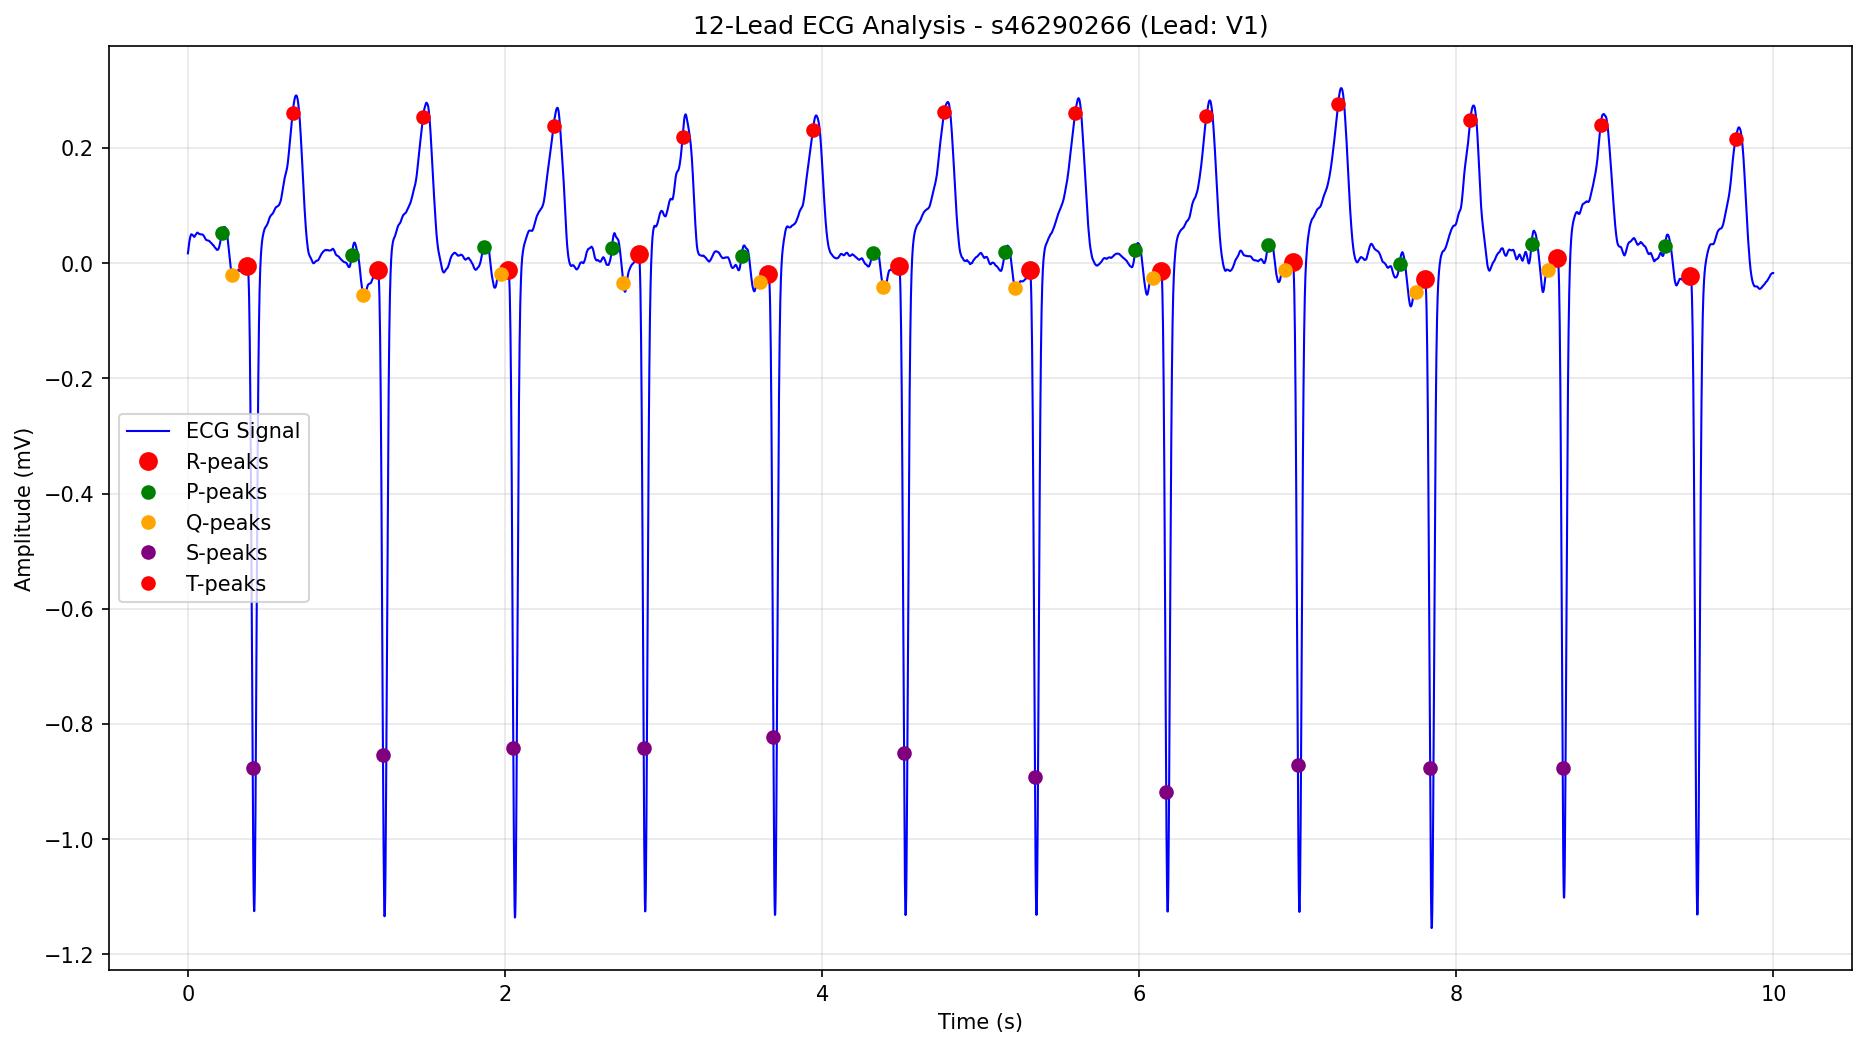 12-Lead ECG Analysis - s46290266 (Lead: V1)
Amplitude (mV)
0.2
0.0
−0.2
−0.4
−0.6
−0.8
−1.0
−1.2
ECG Signal
R-peaks
P-peaks
Q-peaks
S-peaks
T-peaks
0 2 4 6 8 10
Time (s)